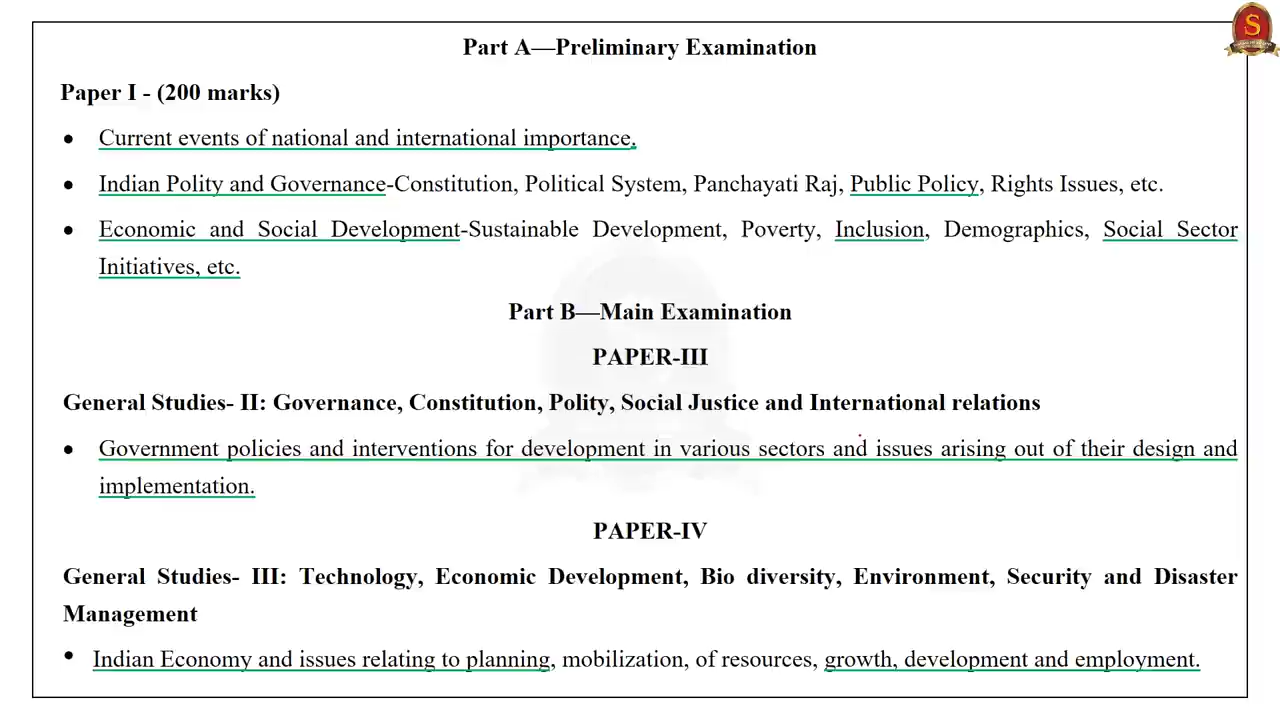 Part A—Preliminary Examination
Paper I - (200 marks)
• Current events of national and international importance.
• Indian Polity and Governance-Constitution, Political System, Panchayati Raj, Public Policy, Rights Issues, etc.
• Economic and Social Development-Sustainable Development, Poverty, Inclusion, Demographics, Social Sector
Initiatives, etc.
Part B—Main Examination
PAPER-III
General Studies- II: Governance, Constitution, Polity, Social Justice and International relations
• Government policies and interventions for development in various sectors and issues arising out of their design and
implementation.
PAPER-IV
General Studies- III: Technology, Economic Development, Bio diversity, Environment, Security and Disaster
Management
• Indian Economy and issues relating to planning, mobilization, of resources, growth, development and employment.
S